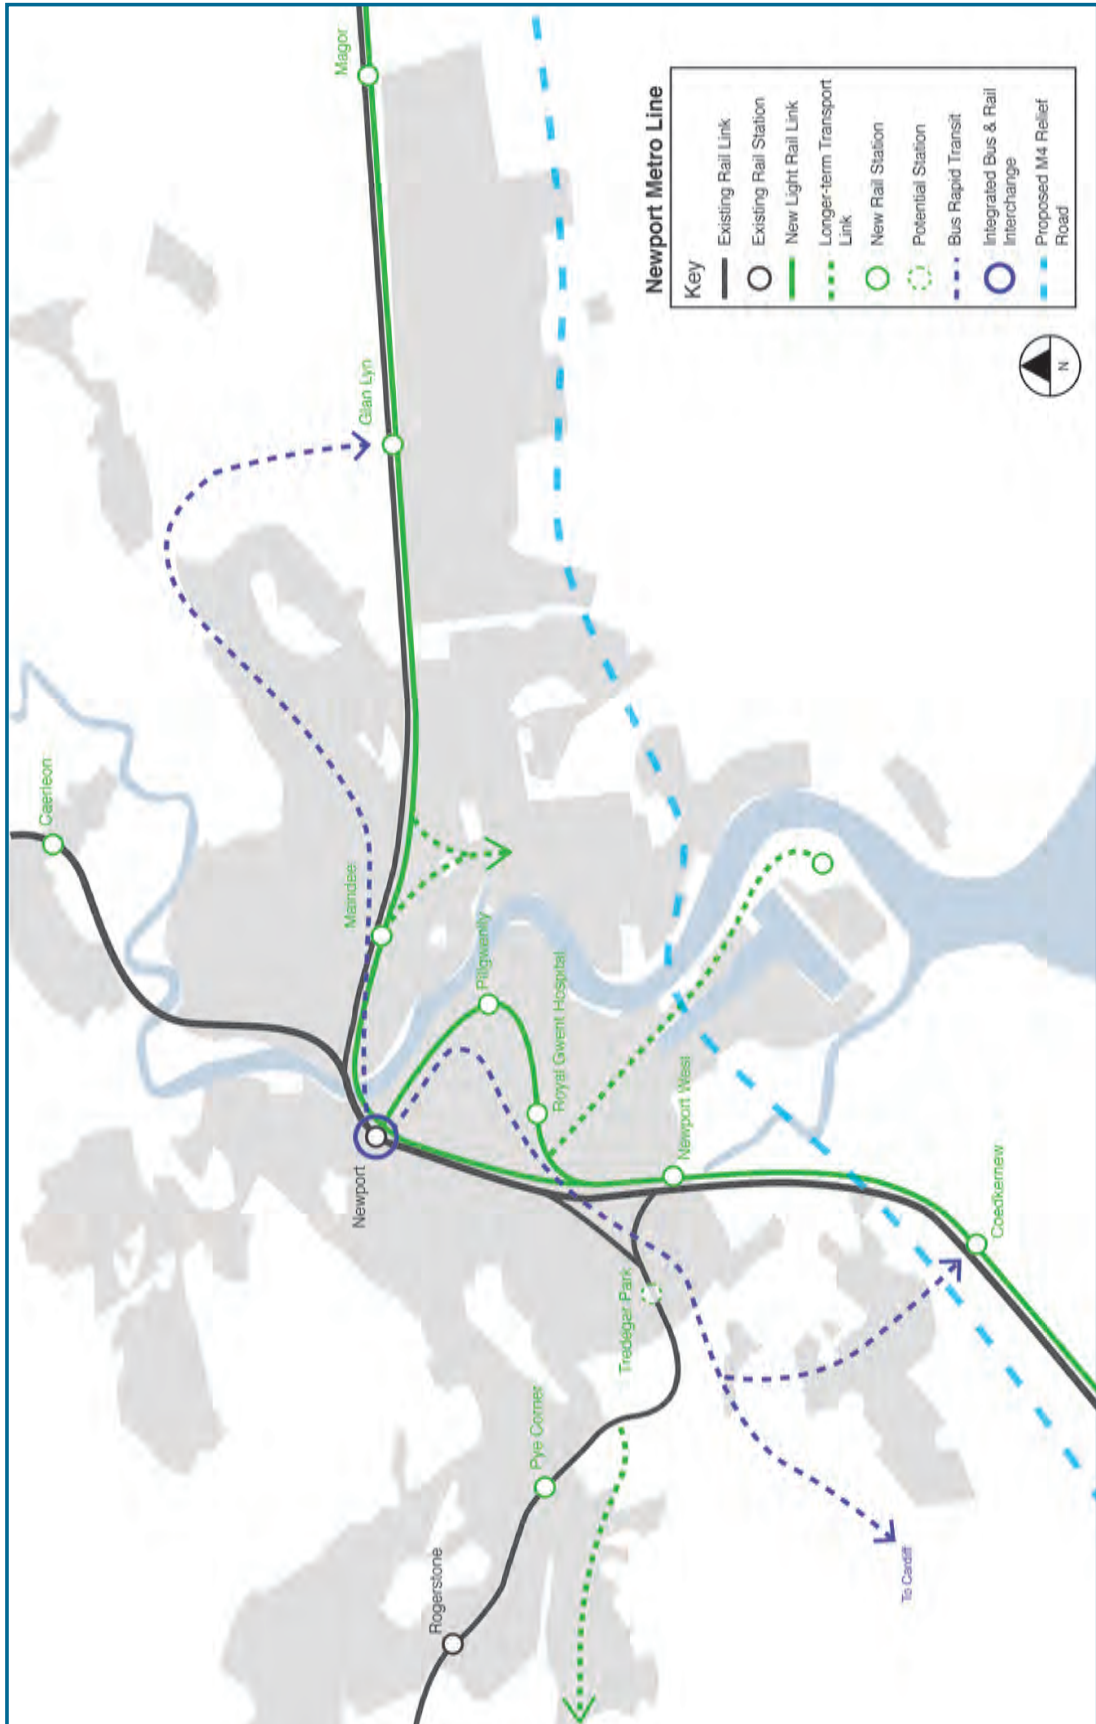 Newport Metro Line
Key
Existing Rail Link
Existing Rail Station
New Light Rail Link
Longer-term Transport
Link
New Rail Station
Potential Station
Bus Rapid Transit
Integrated Bus & Rail
Interchange
Proposed M4 Relief
Road
N
Caerleon
Magor
Glan Lyn
Maindee
Newport
Pillgwenlly
Royal Gwent Hospital
Newport West
Rogerstone
Pye Corner
Tredegar Park
Coedkernew
To Cardiff